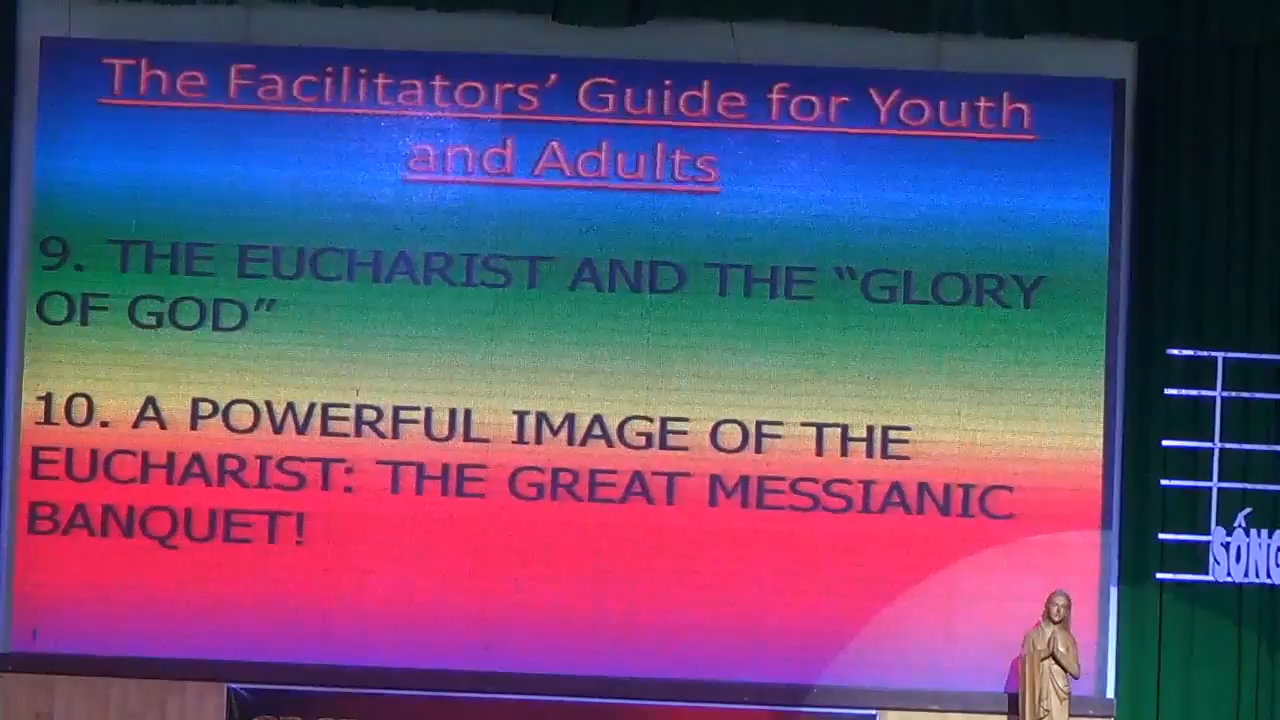 The Facilitators’ Guide for Youth
and Adults
9. THE EUCHARIST AND THE “GLORY
OF GOD”
10. A POWERFUL IMAGE OF THE
EUCHARIST: THE GREAT MESSIANIC
BANQUET!
SỐNG